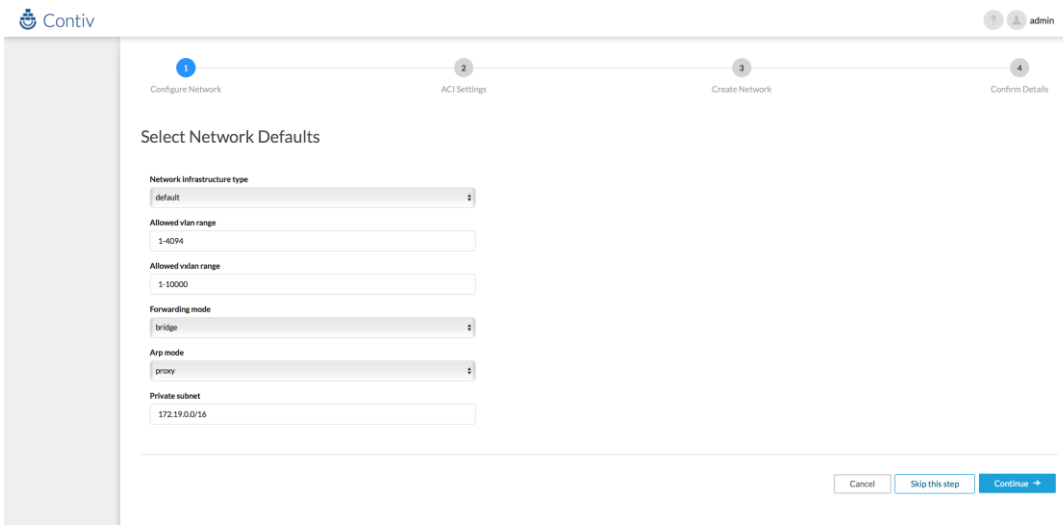 Contiv
? admin
1 2 3 4
Configure Network ACI Settings Create Network Confirm Details
Select Network Defaults
Network infrastructure type
default
Allowed vlan range
1-4094
Allowed vxlan range
1-10000
Forwarding mode
bridge
Arp mode
proxy
Private subnet
172.19.0.0/16
Cancel Skip this step Continue →